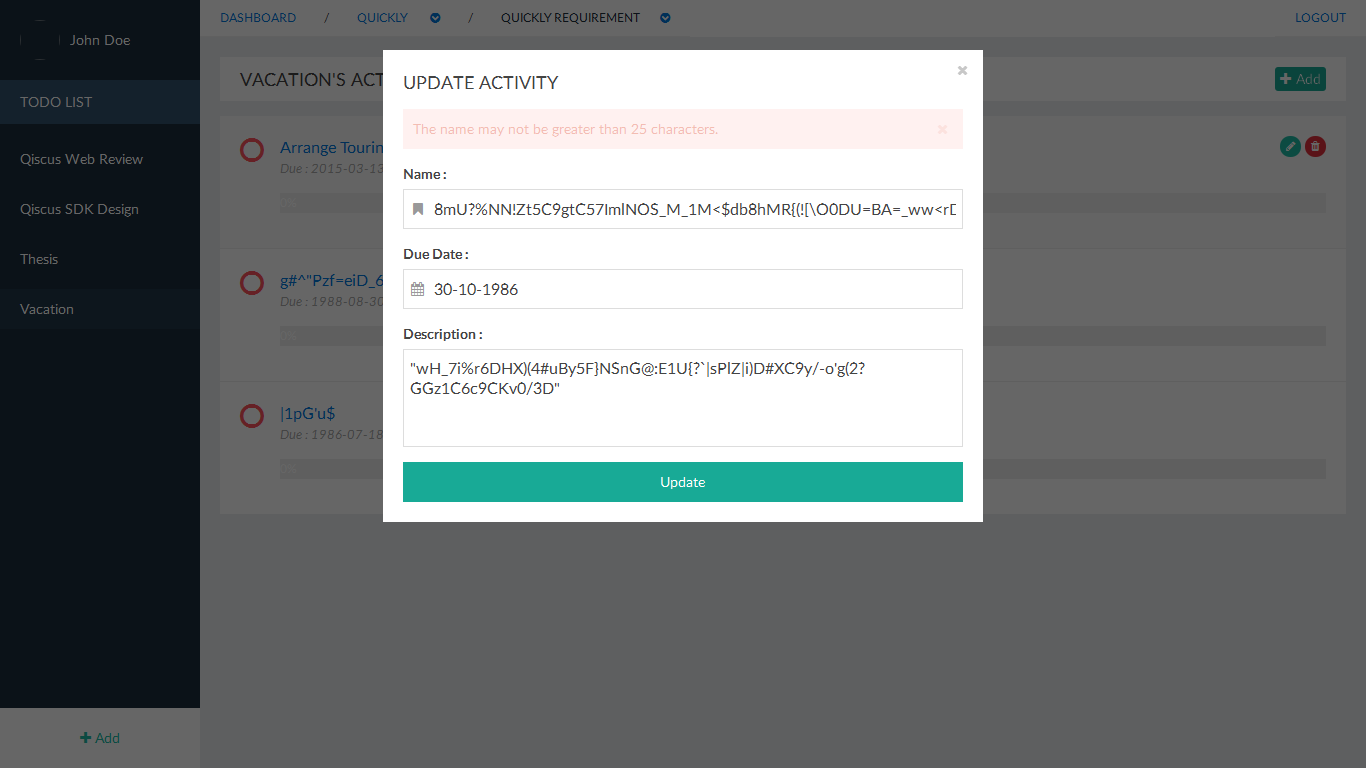 John Doe
TODO LIST
Qiscus Web Review
Qiscus SDK Design
Thesis
Vacation
Add
DASHBOARD / QUICKLY / QUICKLY REQUIREMENT LOGOUT
VACATION'S ACT
Add
Arrange Tourin
Due : 2015-03-13
0%
g#^"Pzf=eiD_6
Due : 1988-08-30
0%
|1pG'u$
Due : 1986-07-18
0%
UPDATE ACTIVITY
The name may not be greater than 25 characters.
Name :
8mU?%NN!Zt5C9gtC57ImlNOS_M_1M<$db8hMR{(![\O0DU=BA=_ww<rD
Due Date :
30-10-1986
Description :
"wH_7i%r6DHX)(4#uBy5F}NSnG@:E1U{?`|sPlZ|i)D#XC9y/-o'g(2?
GGz1C6c9CKv0/3D"
Update